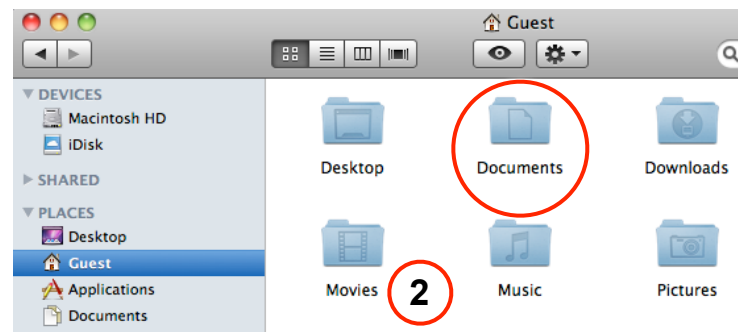 Guest
DEVICES
Macintosh HD
iDisk
SHARED
PLACES
Desktop
Guest
Applications
Documents
Desktop
Documents
Downloads
Movies
2
Music
Pictures